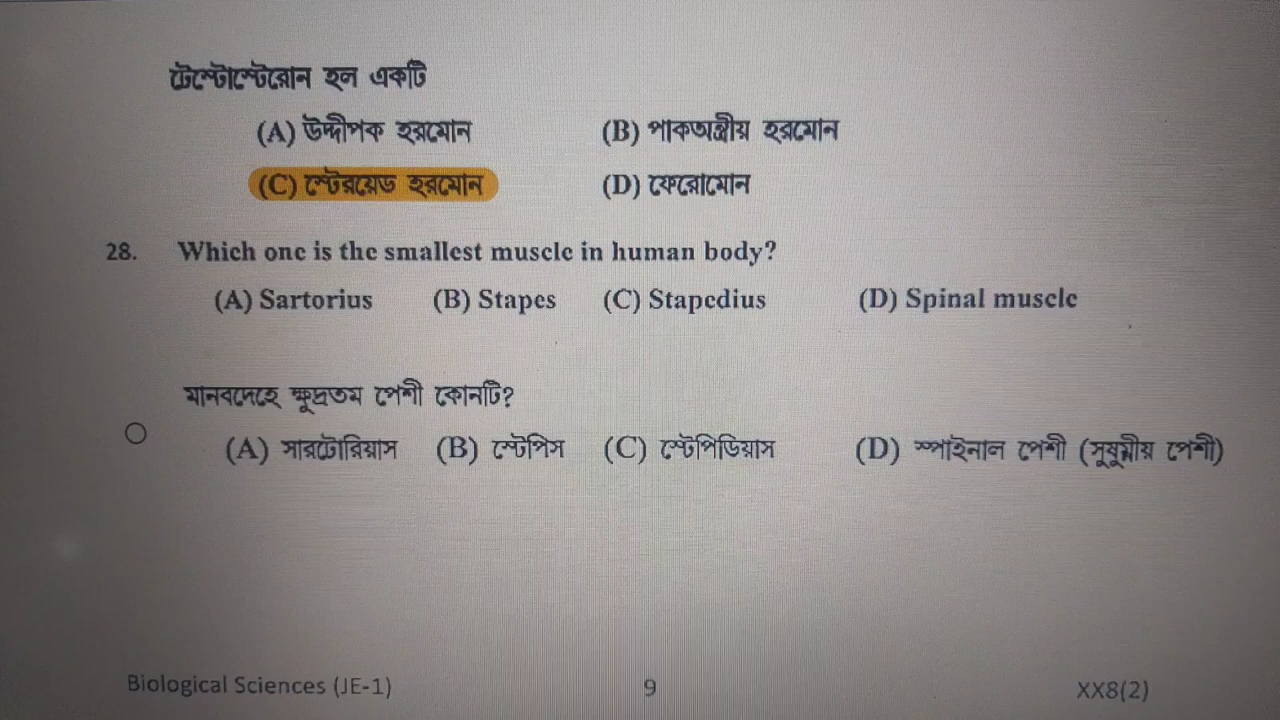 টেস্টোস্টেরোন হল একটি
(A) উদ্দীপক হরমোন (B) পাকতন্ত্রীয় হরমোন
(C) স্টেরয়েড হরমোন (D) ফেরোমোন
28. Which one is the smallest muscle in human body?
(A) Sartorius (B) Stapes (C) Stapedius (D) Spinal muscle
মানবদেহে ক্ষুদ্রতম পেশী কোনটি?
(A) সারটোরিয়াস (B) স্টেপিস (C) স্টেপিডিয়াস (D) স্পাইনাল পেশী (সুষুম্নীয় পেশী)
Biological Sciences (JE-1) 9 XX8(2)